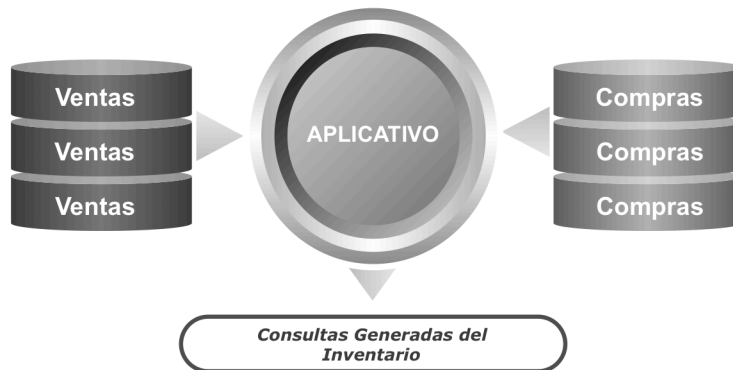 Ventas
Ventas
Ventas
APLICATIVO
Compras
Compras
Compras
Consultas Generadas del
Inventario